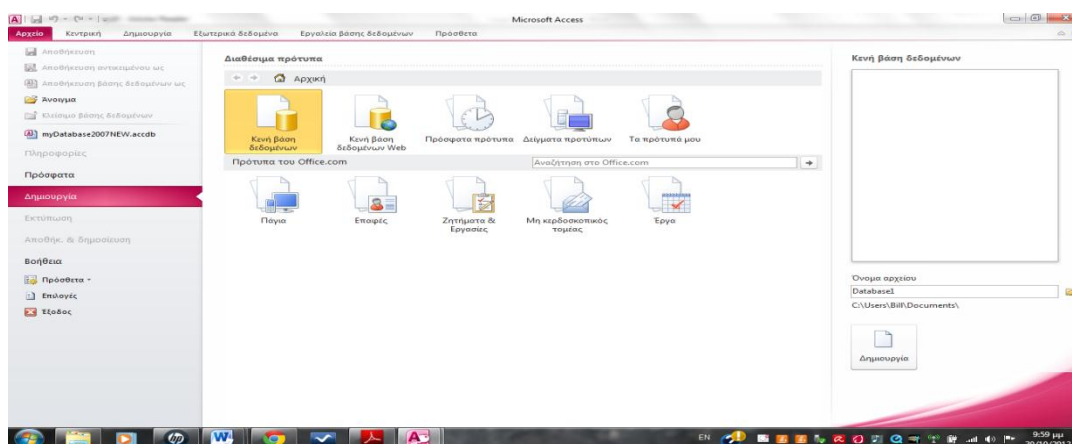 Microsoft Access
Αρχείο Κεντρική Δημιουργία Εξωτερικά δεδομένα Εργαλεία βάσης δεδομένων Πρόσθετα
Αποθήκευση
Αποθήκευση αντικειμένου ως
Αποθήκευση βάσης δεδομένων ως
Άνοιγμα
Κλείσιμο βάσης δεδομένων
myDatabase2007NEW.accdb
Πληροφορίες
Πρόσφατα
Δημιουργία
Εκτύπωση
Αποθήκ. & δημοσίευση
Βοήθεια
Πρόσθετα
Επιλογές
Έξοδος
Διαθέσιμα πρότυπα
Αρχική
Κενή βάση δεδομένων
Κενή βάση δεδομένων Web
Πρόσφατα πρότυπα
Δείγματα προτύπων
Τα πρότυπά μου
Πρότυπα του Office.com
Αναζήτηση στο Office.com
Πάγια
Επαφές
Ζητήματα & Εργασίες
Μη κερδοσκοπικός τομέας
Έργα
Κενή βάση δεδομένων
Όνομα αρχείου
Database1
C:\Users\Bill\Documents\
Δημιουργία
EN
9:59 μμ